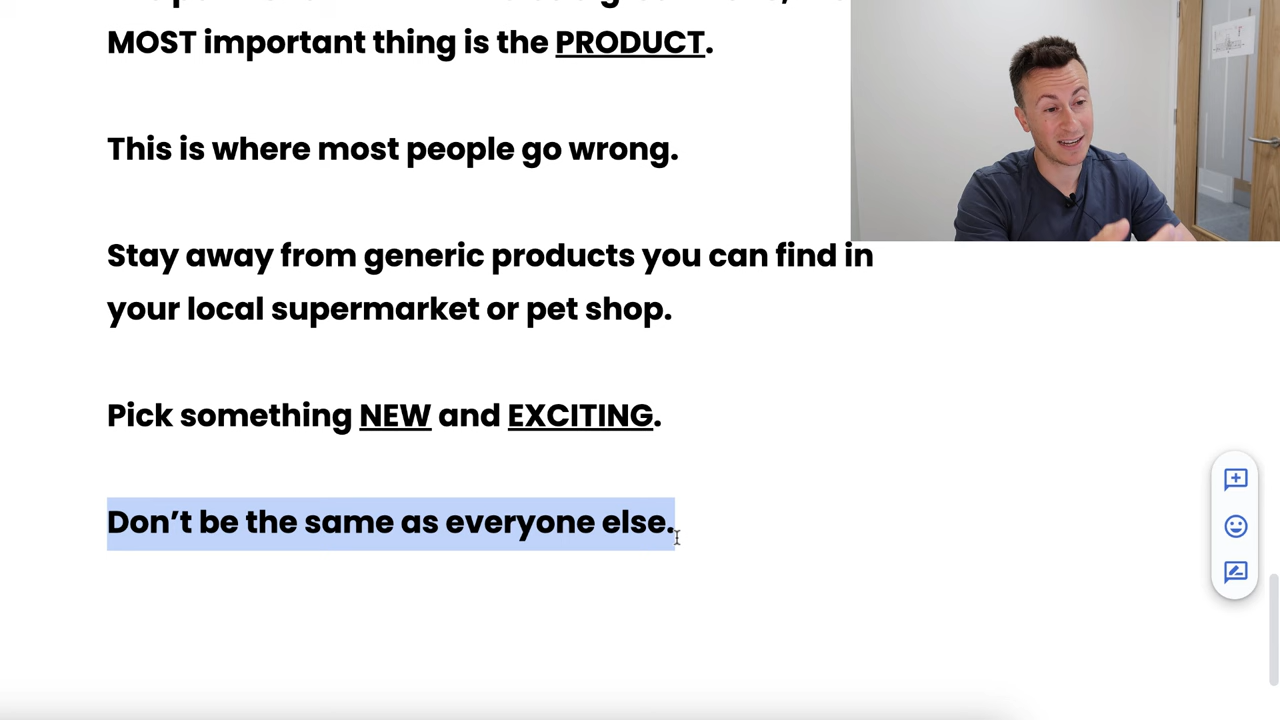 MOST important thing is the PRODUCT.
This is where most people go wrong.
Stay away from generic products you can find in
your local supermarket or pet shop.
Pick something NEW and EXCITING.
Don’t be the same as everyone else.